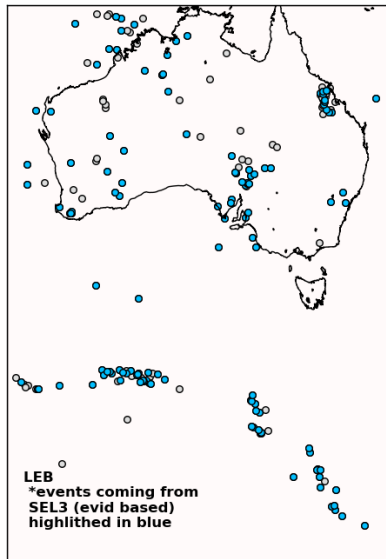 LEB
*events coming from
SEL3 (evid based)
highlithed in blue